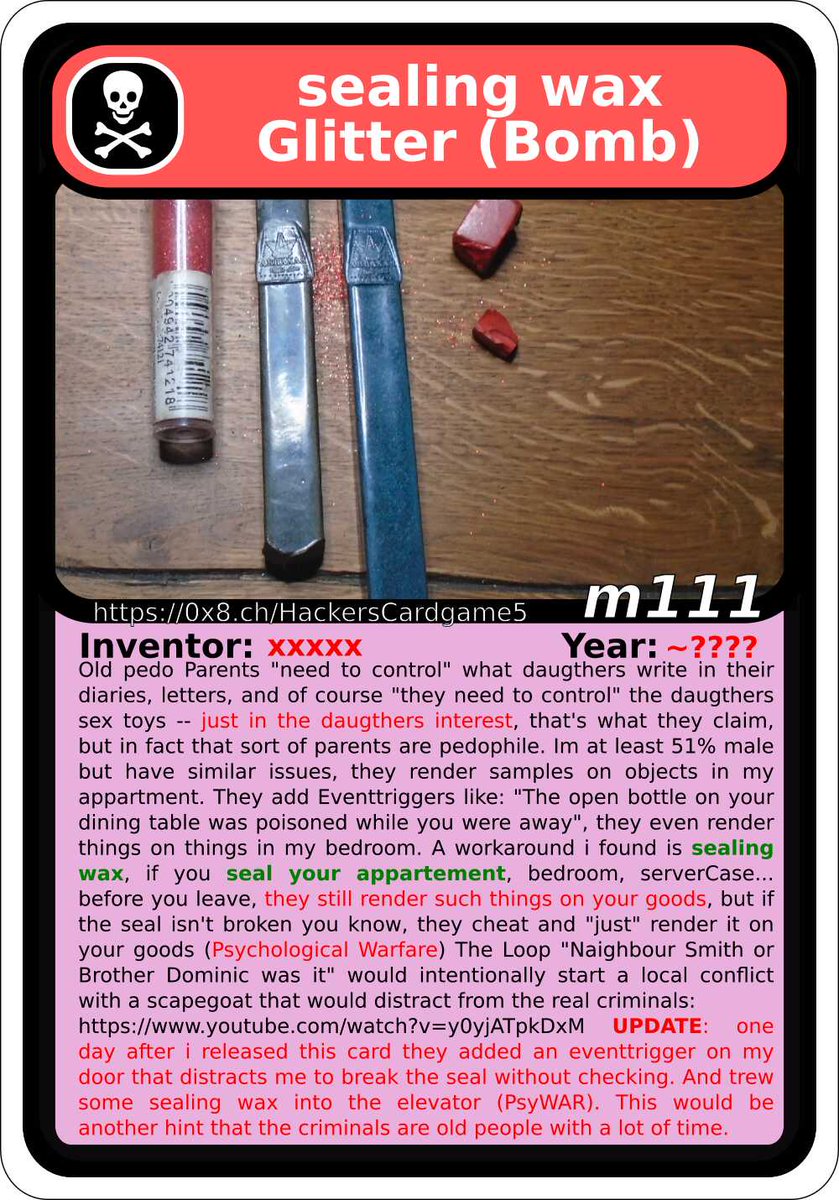 sealing wax
Glitter (Bomb)
m111
https://0x8.ch/HackersCardgame5
Inventor: xxxxx Year: ~????
Old pedo Parents "need to control" what daugthers write in their
diaries, letters, and of course "they need to control" the daugthers
sex toys -- just in the daugthers interest, that's what they claim,
but in fact that sort of parents are pedophile. Im at least 51% male
but have similar issues, they render samples on objects in my
appartment. They add Eventtriggers like: "The open bottle on your
dining table was poisoned while you were away", they even render
things on things in my bedroom. A workaround i found is sealing
wax, if you seal your appartement, bedroom, serverCase...
before you leave, they still render such things on your goods, but if
the seal isn't broken you know, they cheat and "just" render it on
your goods (Psychological Warfare) The Loop "Naighbour Smith or
Brother Dominic was it" would intentionally start a local conflict
with a scapegoat that would distract from the real criminals:
https://www.youtube.com/watch?v=y0yjATpkDxM UPDATE: one
day after i released this card they added an eventtrigger on my
door that distracts me to break the seal without checking. And trew
some sealing wax into the elevator (PsyWAR). This would be
another hint that the criminals are old people with a lot of time.